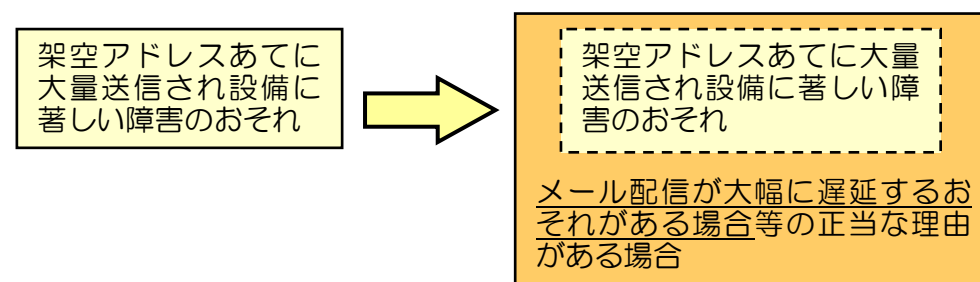 架空アドレスあてに
大量送信され設備に
著しい障害のおそれ
架空アドレスあてに大量
送信され設備に著しい障
害のおそれ
メール配信が大幅に遅延するお
それがある場合等の正当な理由
がある場合